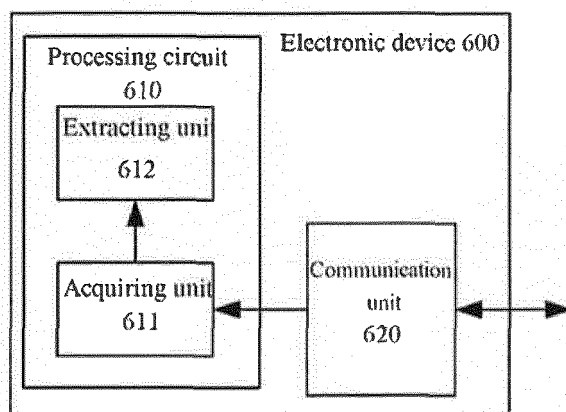 Electronic device 600
Processing circuit
610
Extracting unit
612
Acquiring unit
611
Communication
unit
620